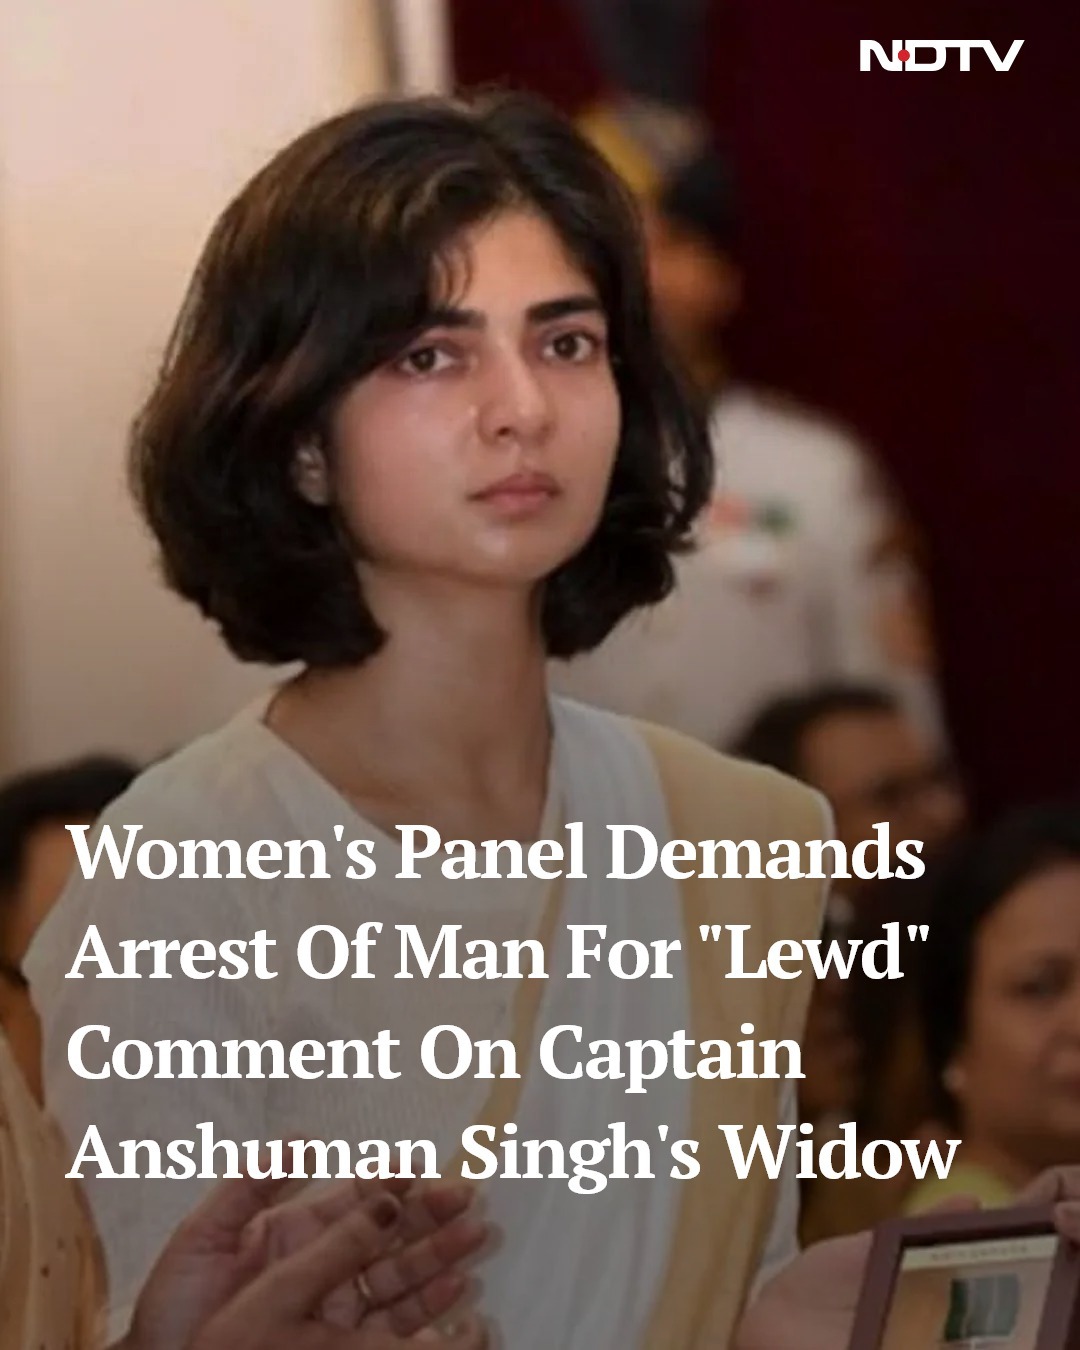 NDTV
Women's Panel Demands
Arrest Of Man For "Lewd"
Comment On Captain
Anshuman Singh's Widow